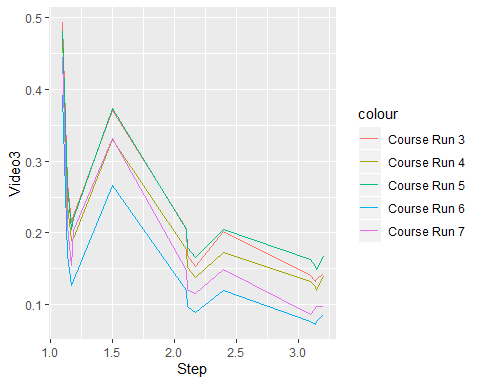 0.5
0.4
0.3
0.2
0.1
Video3
1.0
1.5
2.0
2.5
3.0
Step
colour
Course Run 3
Course Run 4
Course Run 5
Course Run 6
Course Run 7